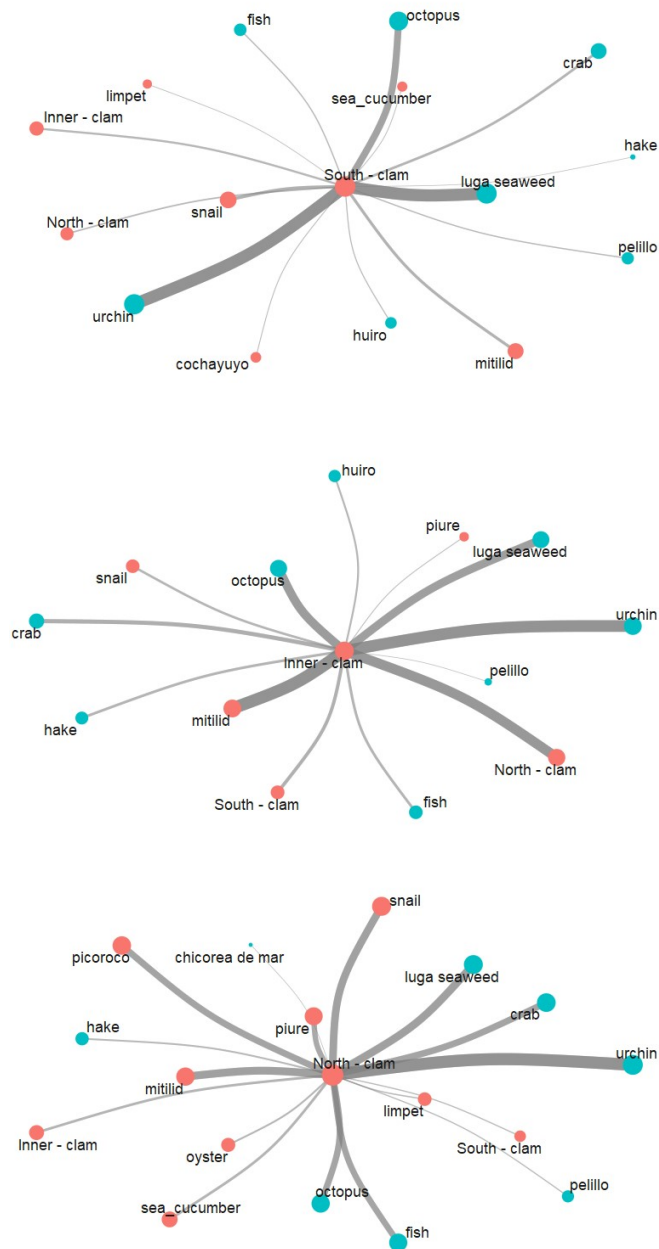 octopus
fish
crab
limpet
sea_cucumber
Inner - clam
hake
South - clam
luga seaweed
snail
North - clam
pelillo
urchin
huiro
cochayuyo
mitilid
huiro
piure
luga seaweed
snail
octopus
urchin
crab
Inner - clam
pelillo
mitilid
hake
North - clam
South - clam
fish
snail
picoroco
chicorea de mar
luga seaweed
crab
hake
piure
urchin
North - clam
mitilid
limpet
Inner - clam
South - clam
oyster
pelillo
octopus
sea_cucumber
fish